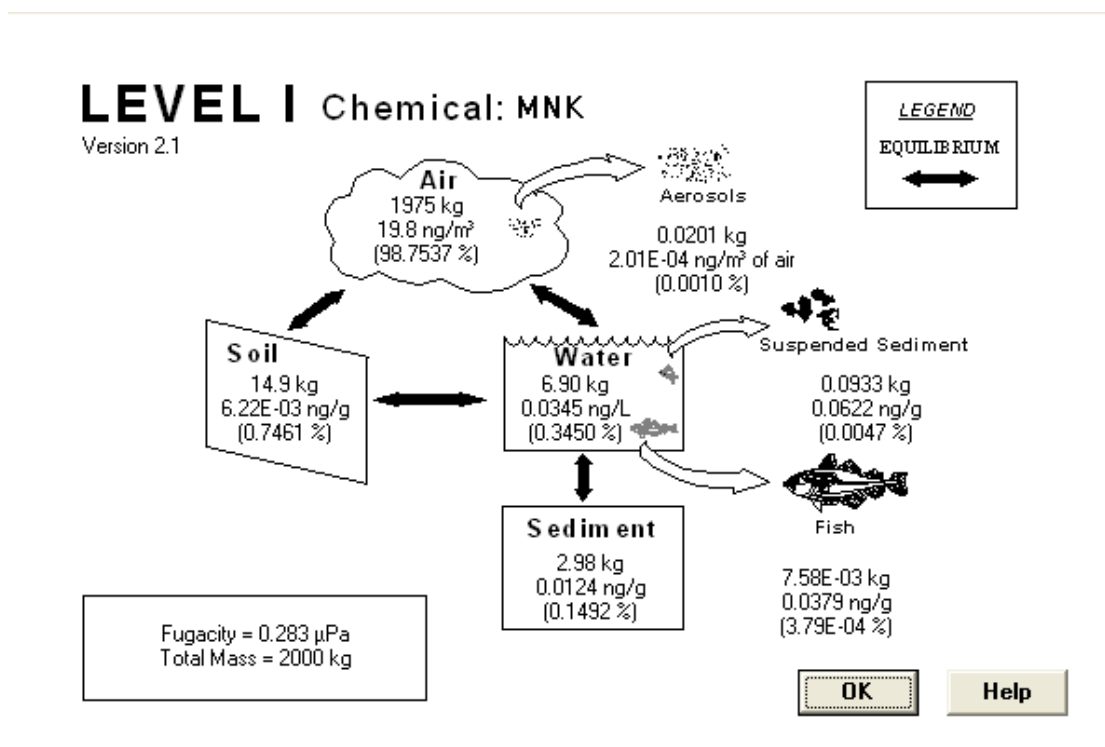 LEVEL I Chemical: MNK
Version 2.1
LEGEND
EQUILIBRIUM
Air
1975 kg
19.8 ng/m³
(98.7537 %)
Aerosols
0.0201 kg
2.01E-04 ng/m³ of air
(0.0010 %)
Soil
14.9 kg
6.22E-03 ng/g
(0.7461 %)
Water
6.90 kg
0.0345 ng/L
(0.3450 %)
Suspended Sediment
0.0933 kg
0.0622 ng/g
(0.0047 %)
Fish
7.58E-03 kg
0.0379 ng/g
(3.79E-04 %)
Sediment
2.98 kg
0.0124 ng/g
(0.1492 %)
Fugacity = 0.283 µPa
Total Mass = 2000 kg
OK
Help